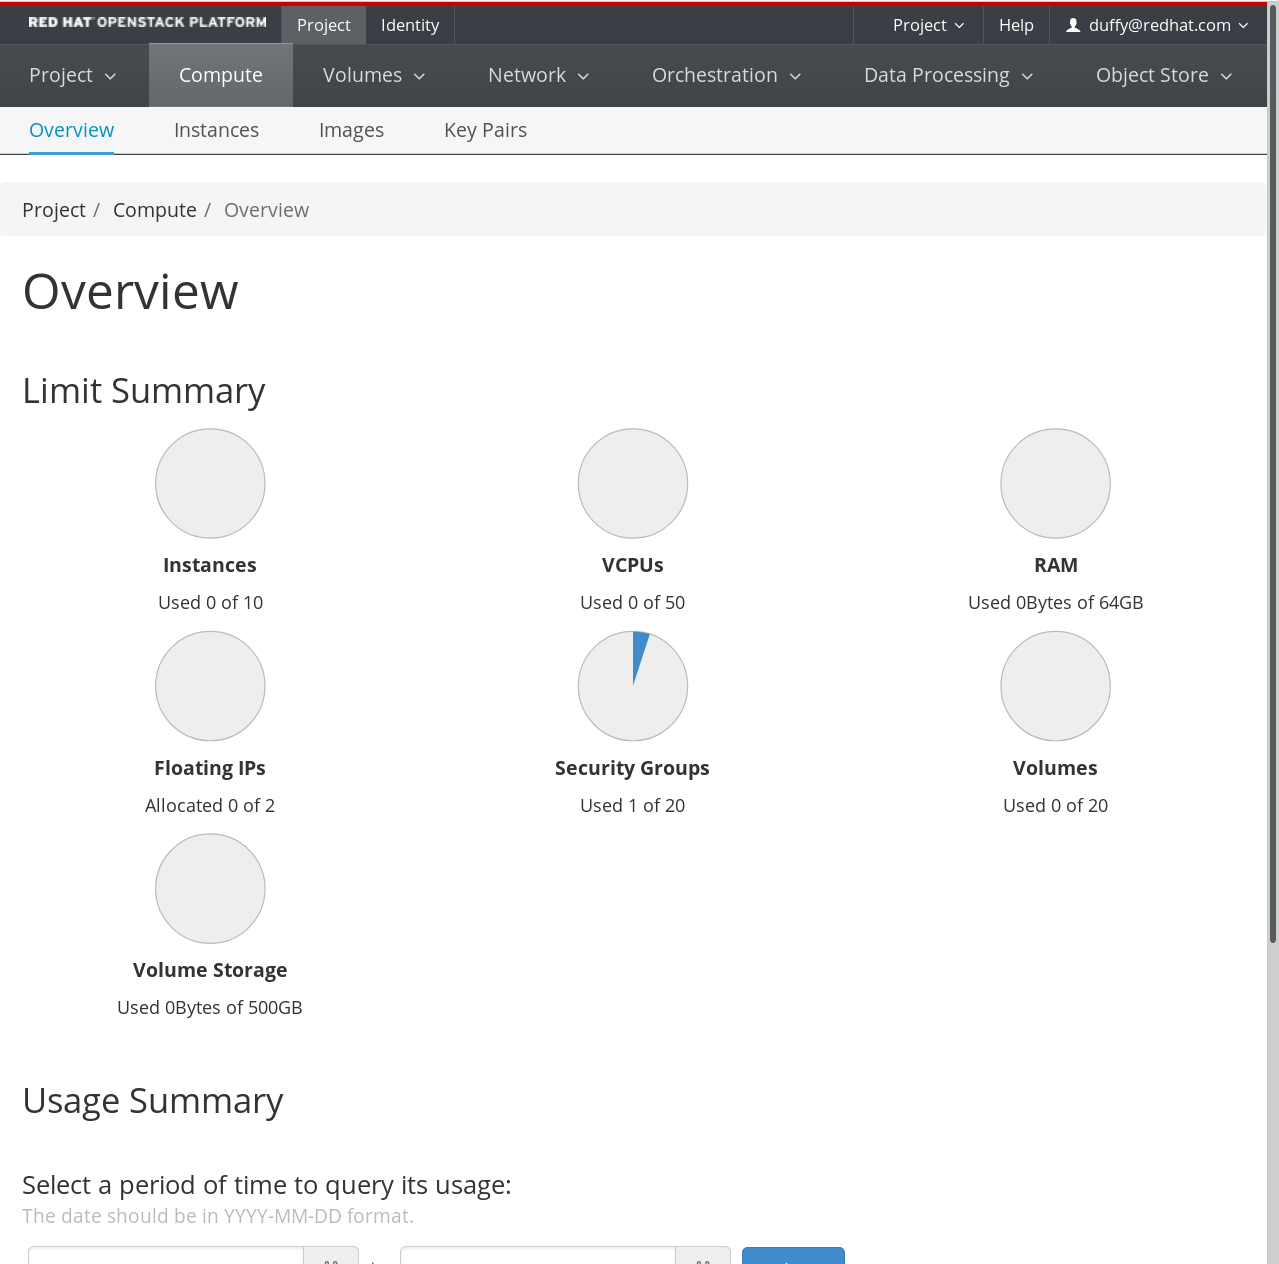 RED HAT OPENSTACK PLATFORM Project Identity Project Help duffy@redhat.com
Project Compute Volumes Network Orchestration Data Processing Object Store
Overview Instances Images Key Pairs
Project / Compute / Overview
Overview
Limit Summary
Instances VCPUs RAM
Used 0 of 10 Used 0 of 50 Used 0Bytes of 64GB
Floating IPs Security Groups Volumes
Allocated 0 of 2 Used 1 of 20 Used 0 of 20
Volume Storage
Used 0Bytes of 500GB
Usage Summary
Select a period of time to query its usage:
The date should be in YYYY-MM-DD format.